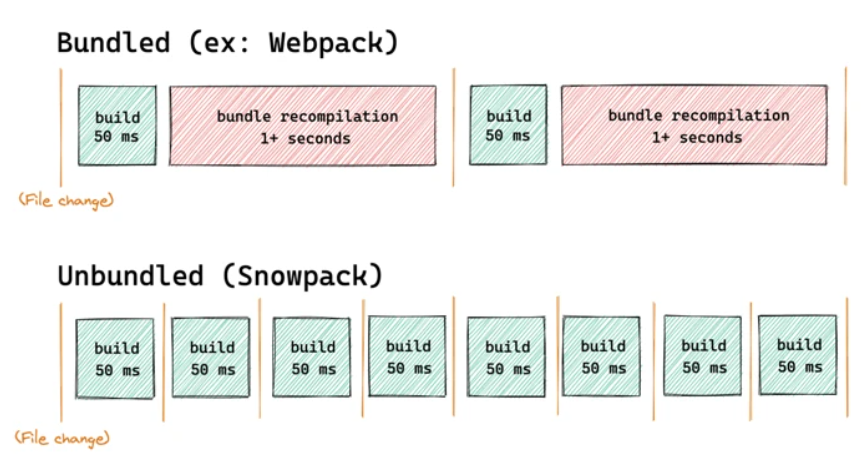 Bundled (ex: Webpack)
build
50 ms
bundle recompilation
1+ seconds
build
50 ms
bundle recompilation
1+ seconds
(File change)
Unbundled (Snowpack)
build
50 ms
build
50 ms
build
50 ms
build
50 ms
build
50 ms
build
50 ms
build
50 ms
build
50 ms
(File change)